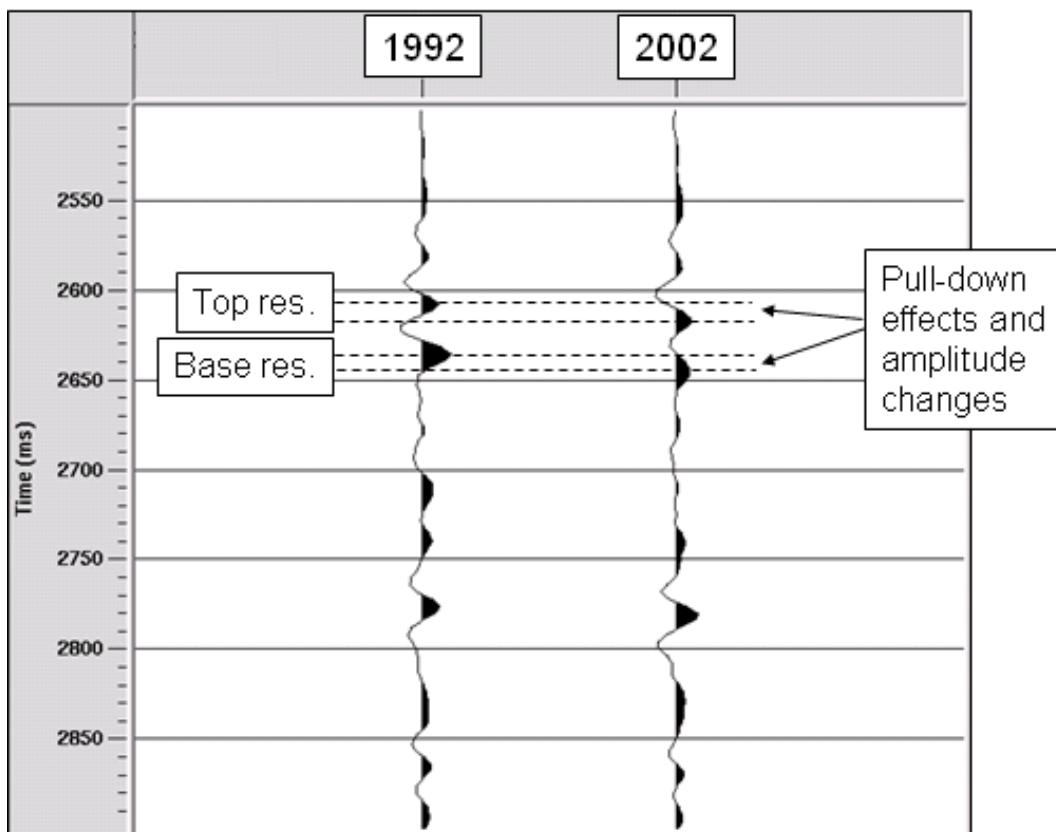 1992
2002
2550
2600
Top res.
Base res.
Pull-down
effects and
amplitude
changes
2650
Time (ms)
2700
2750
2800
2850